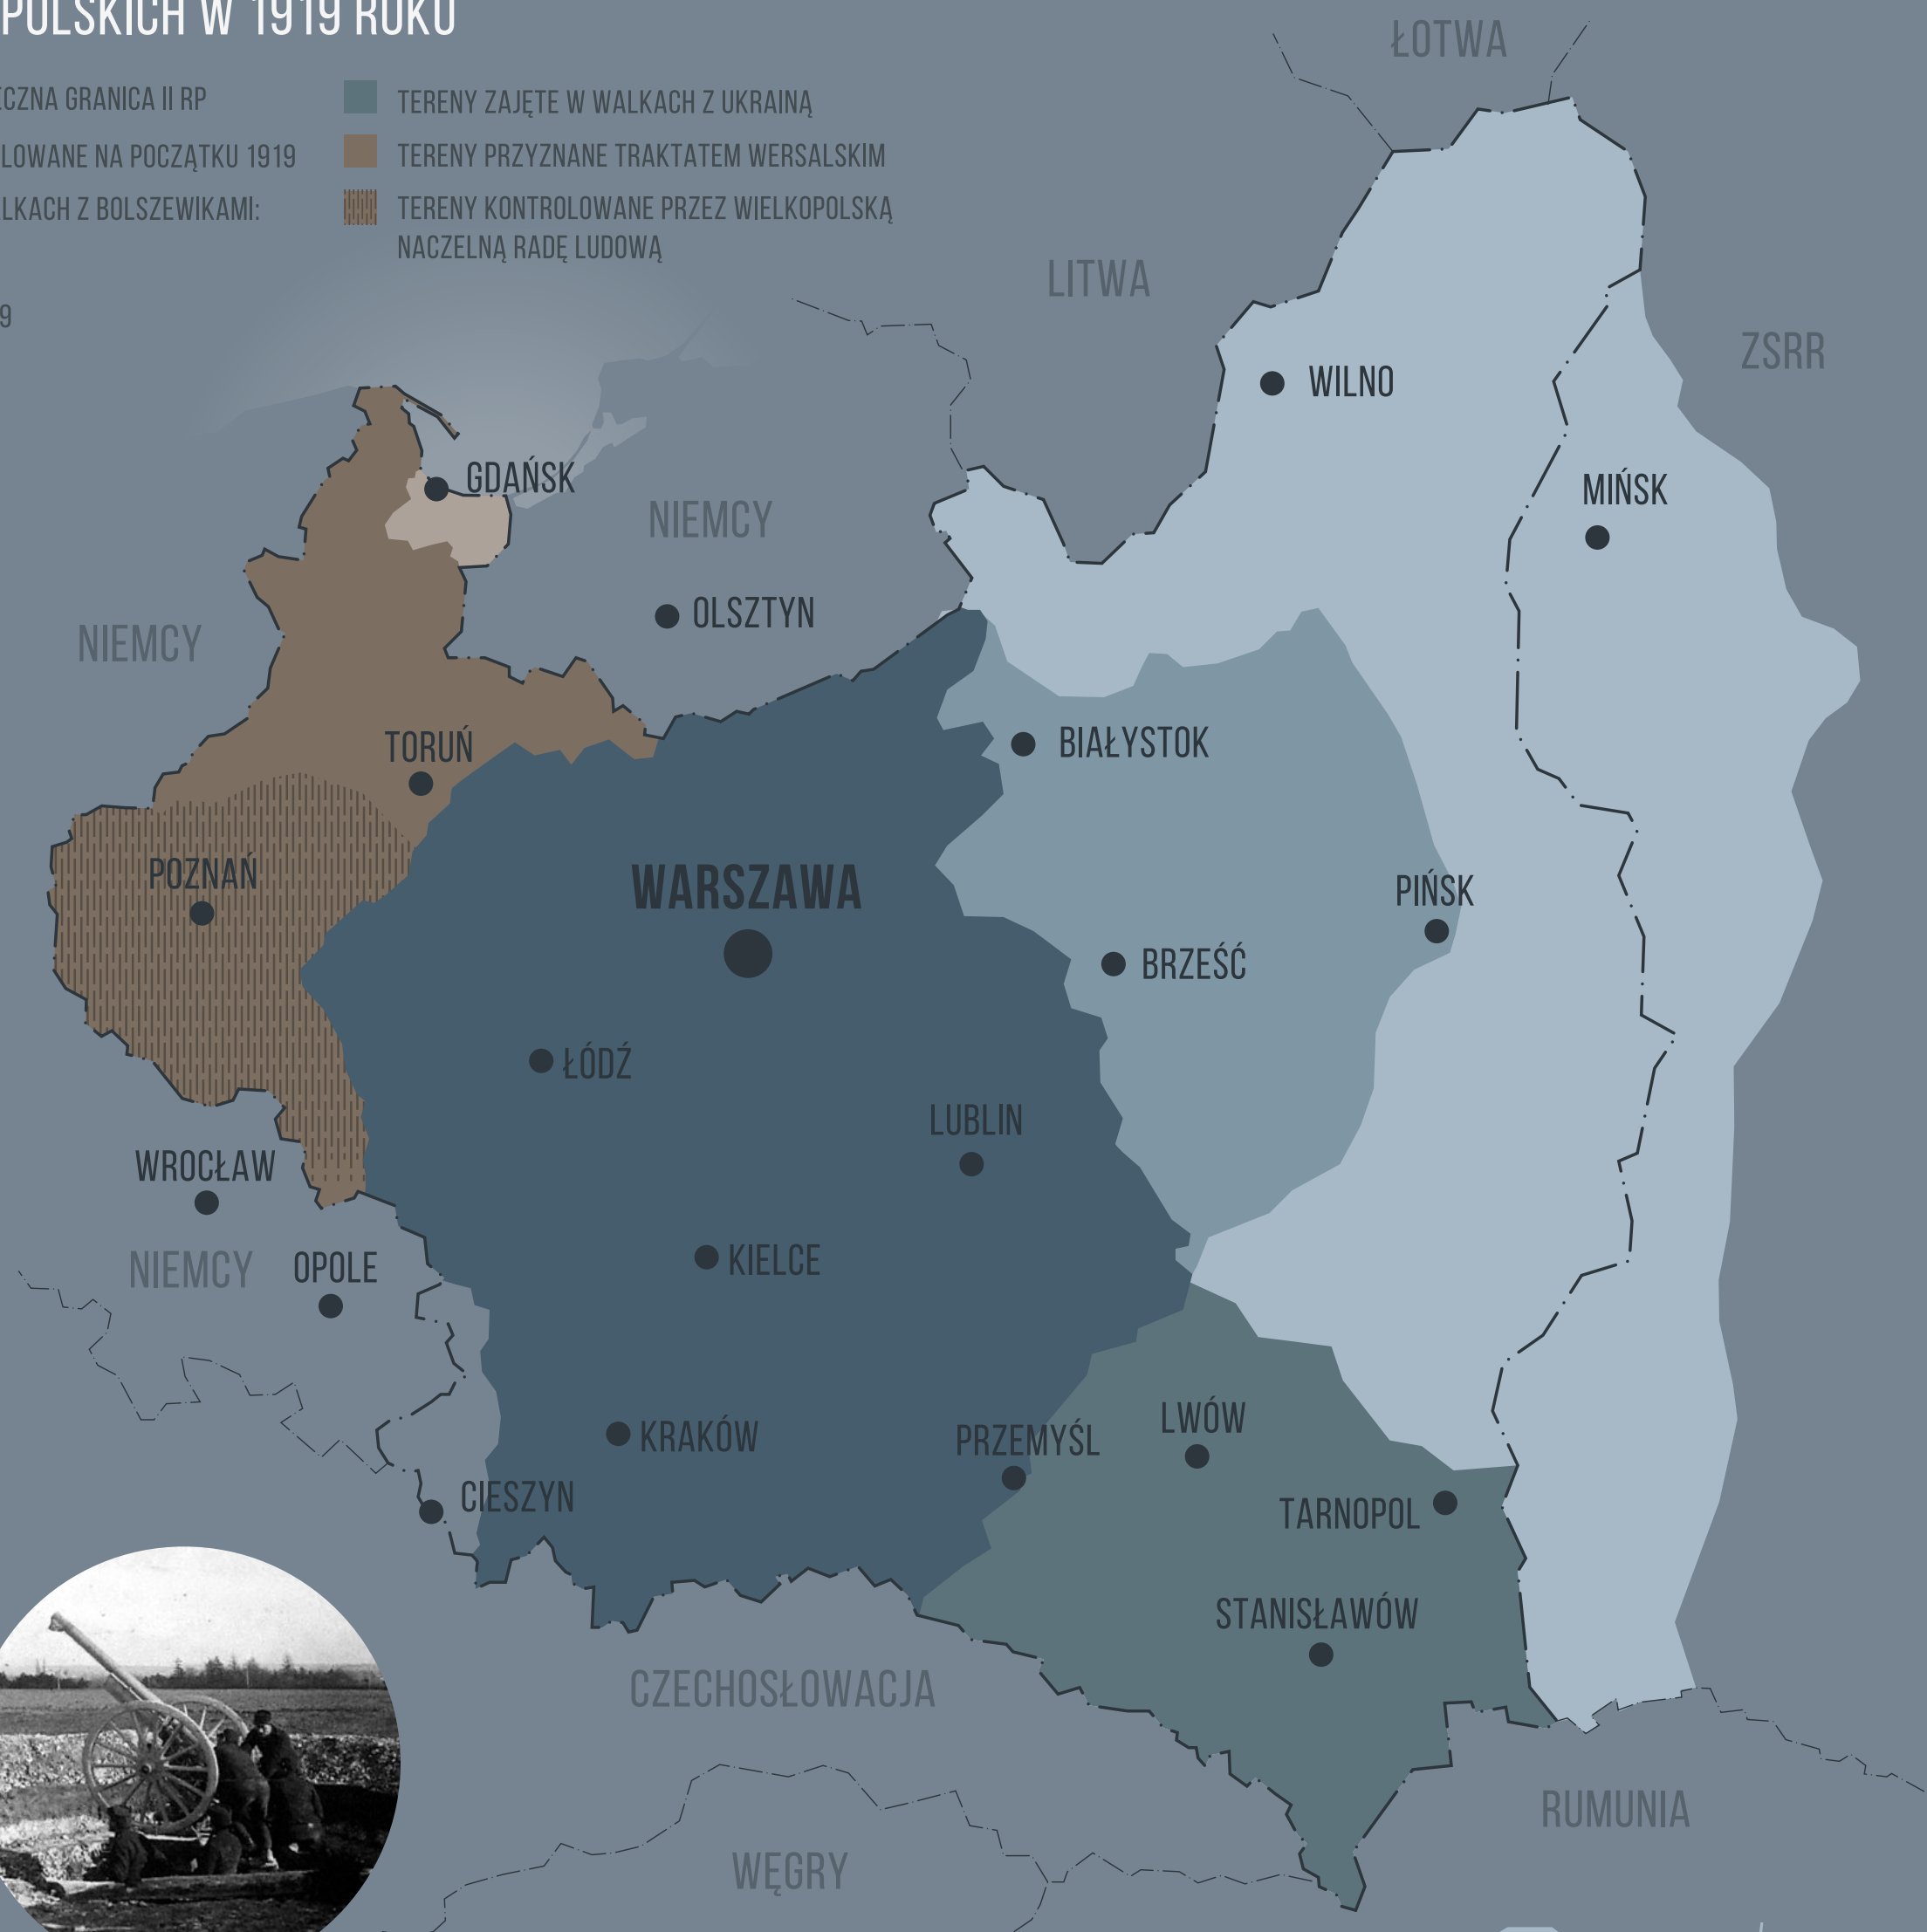 POLSKICH W 1919 ROKU
ECZNA GRANICA II RP
LOWANE NA POCZĄTKU 1919
LKACH Z BOLSZEWIKAMI:
9
TERENY ZAJĘTE W WALKACH Z UKRAINĄ
TERENY PRZYZNANE TRAKTATEM WERSALSKIM
TERENY KONTROLOWANE PRZEZ WIELKOPOLSKĄ
NACZELNĄ RADĘ LUDOWĄ
ŁOTWA
LITWA
ZSRR
WILNO
GDAŃSK
MIŃSK
NIEMCY
OLSZTYN
NIEMCY
TORUŃ
BIAŁYSTOK
POZNAŃ
WARSZAWA
PIŃSK
BRZEŚĆ
ŁÓDŹ
LUBLIN
WROCŁAW
KIELCE
NIEMCY
OPOLE
LWÓW
KRAKÓW
PRZEMYŚL
CIESZYN
TARNOPOL
STANISŁAWÓW
CZECHOSŁOWACJA
RUMUNIA
WĘGRY